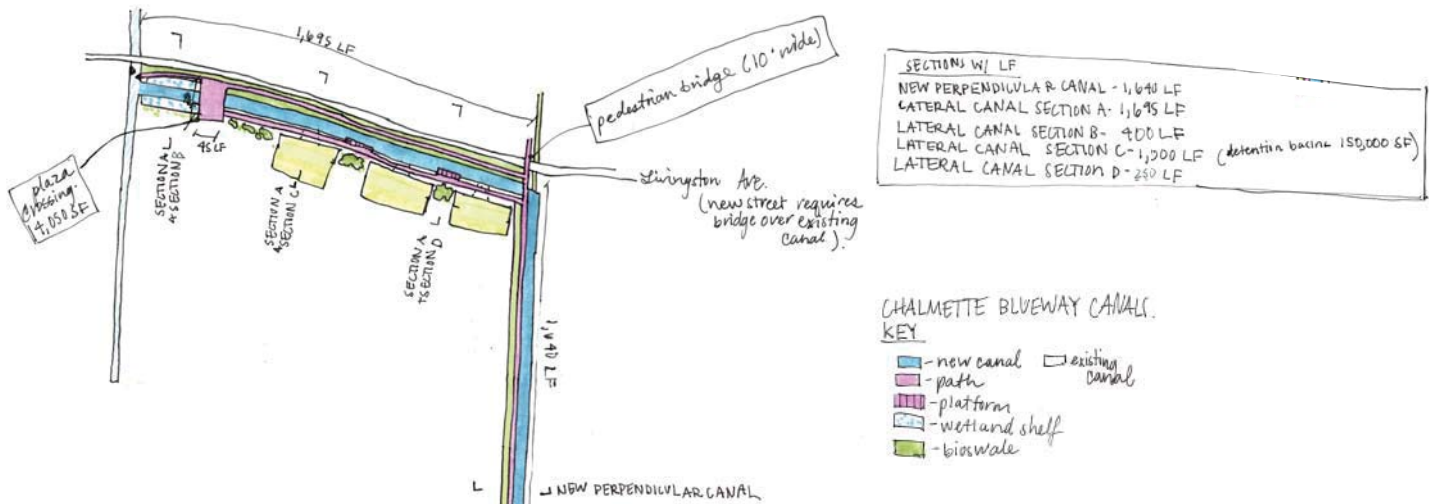 1,695 LF
pedestrian bridge (10' wide)
45 LF
plaza
crossing.
4,050 SF
SECTION A
+ SECTION B
SECTION A
+ SECTION C
SECTION A
+ SECTION D
Livingston Ave.
(new street requires
bridge over existing
canal).
1,640 LF
NEW PERPENDICULAR CANAL
SECTIONS W/ LF
NEW PERPENDICULAR CANAL - 1,640 LF
LATERAL CANAL SECTION A - 1,695 LF
LATERAL CANAL SECTION B - 400 LF
LATERAL CANAL SECTION C - LF (detention bacina 150,000 SF)
LATERAL CANAL SECTION D - 250 LF
CHALMETTE BLUEWAY CANALS.
KEY
- new canal existing canal
- path
- platform
- wetland shelf
- bioswale